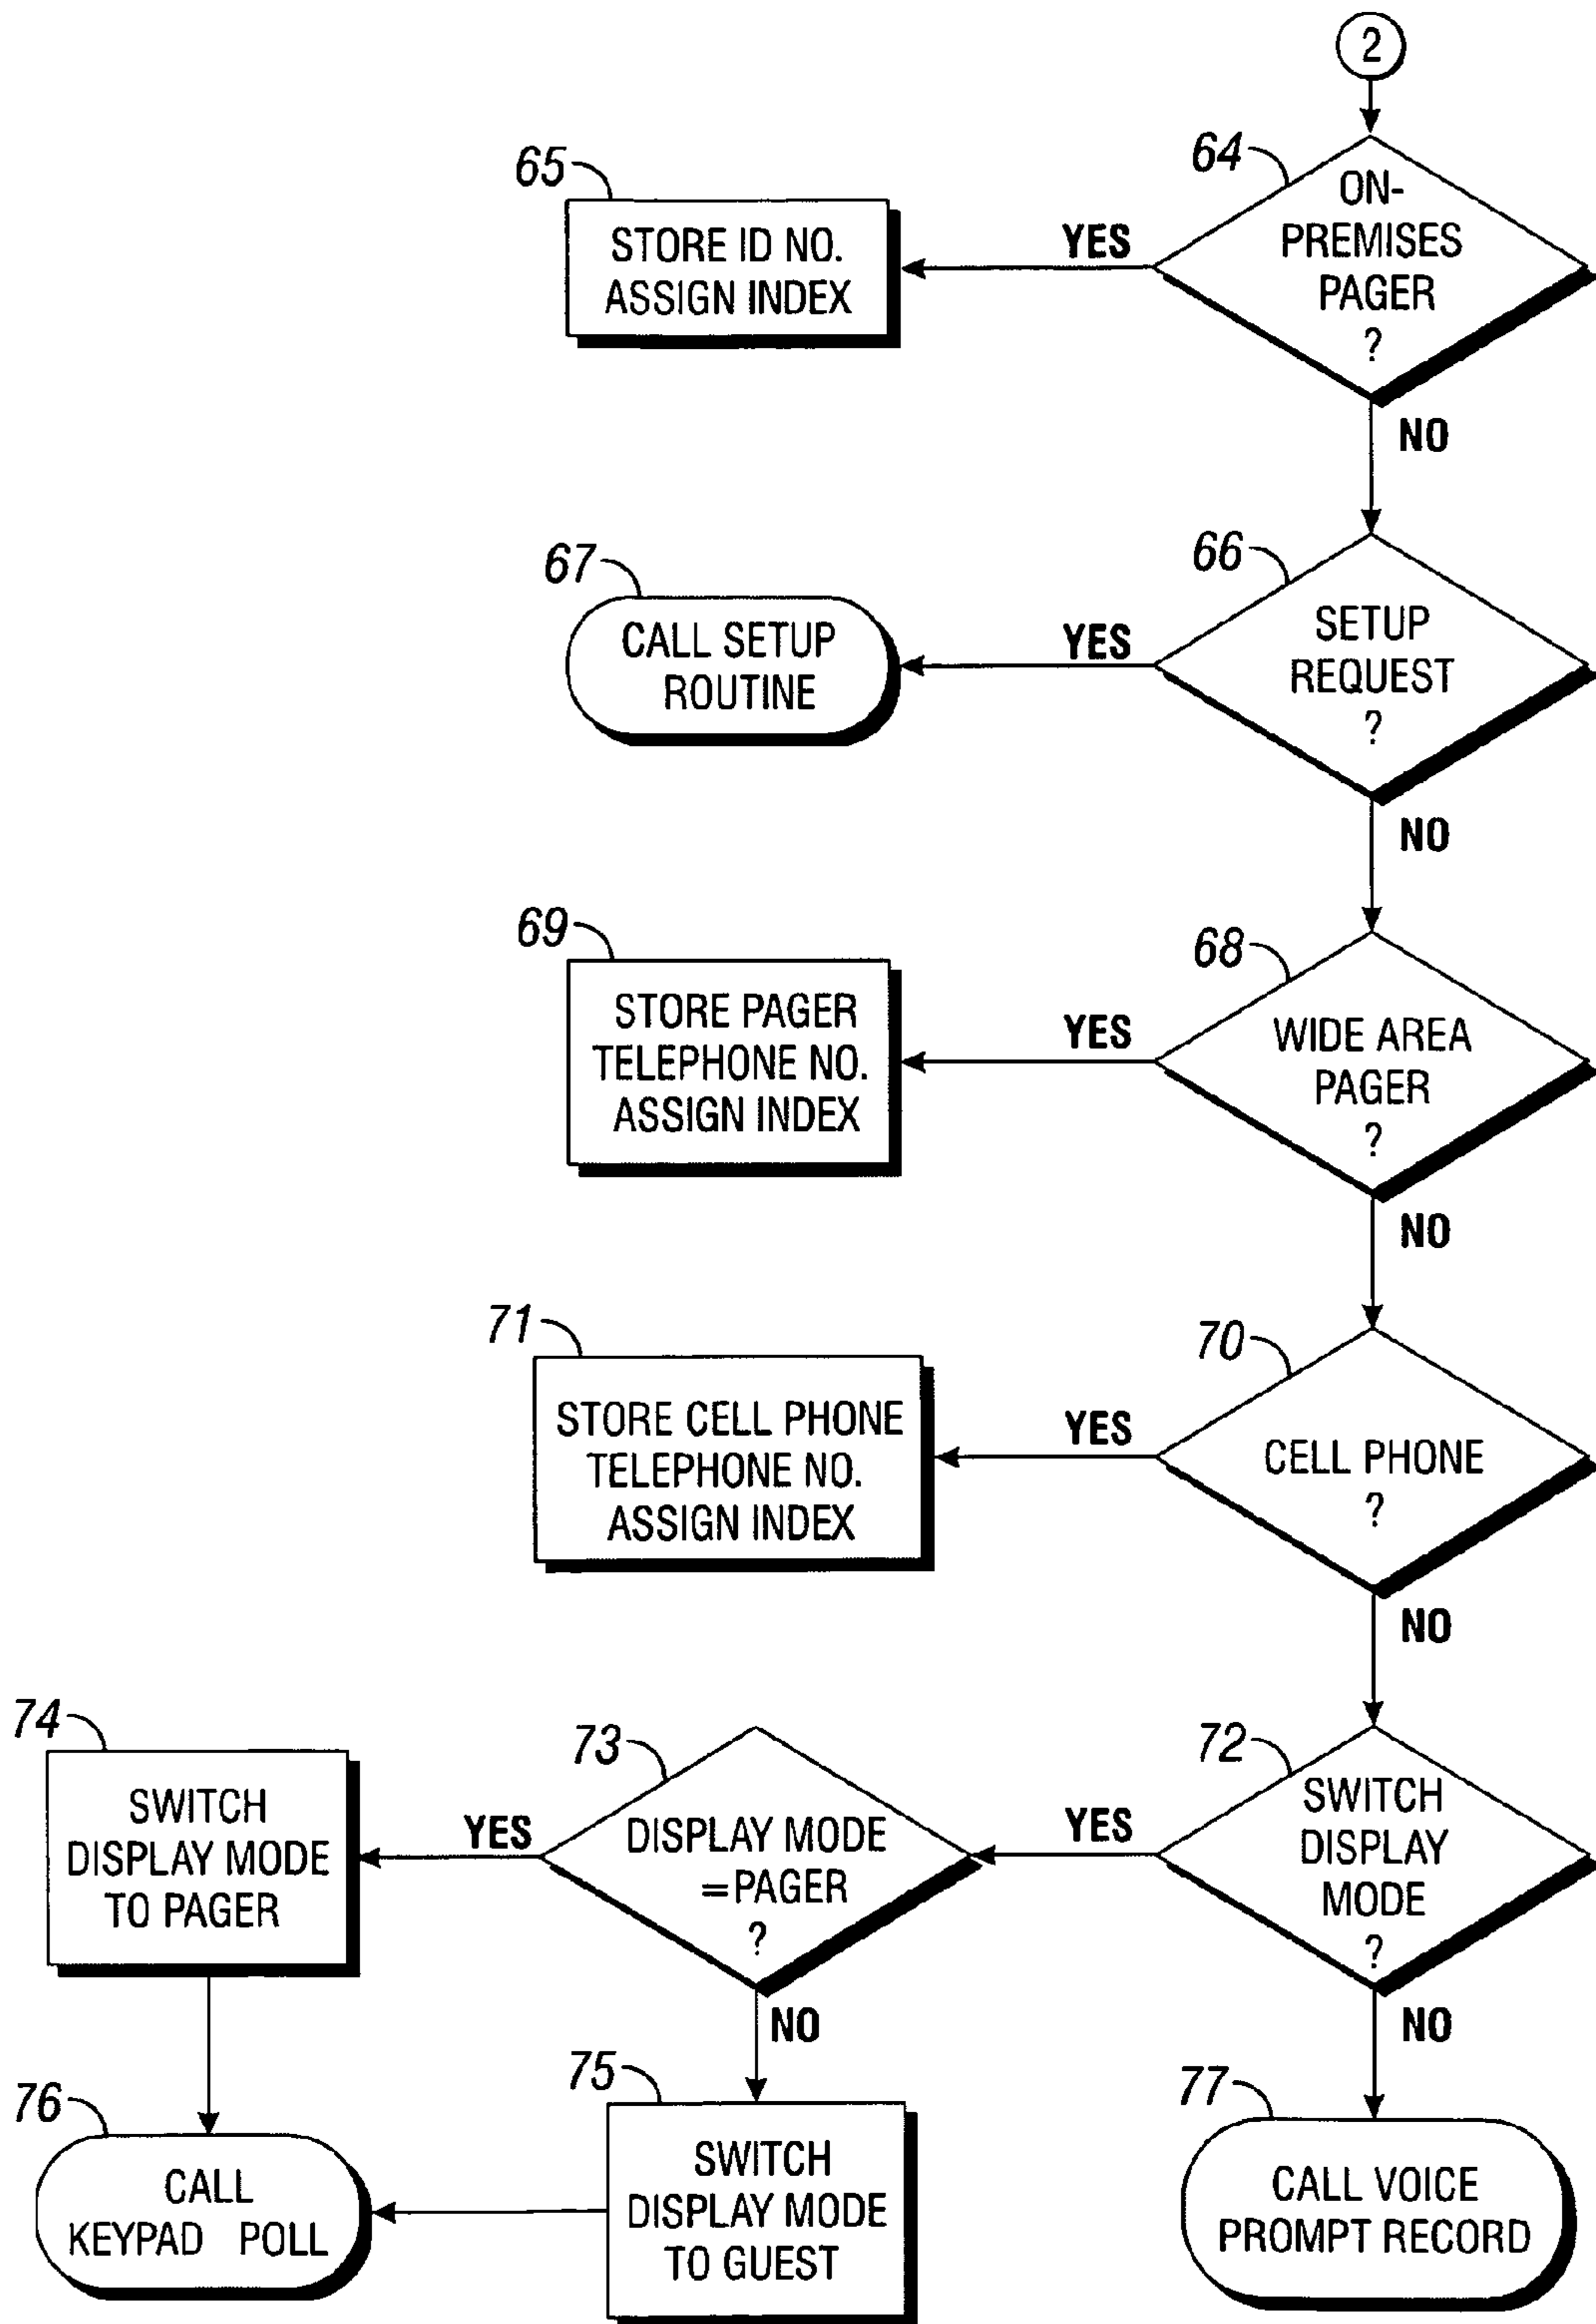 2
64
ON-
PREMISES
PAGER
?
YES
65
STORE ID NO.
ASSIGN INDEX
NO
66
SETUP
REQUEST
?
YES
67
CALL SETUP
ROUTINE
NO
68
WIDE AREA
PAGER
?
YES
69
STORE PAGER
TELEPHONE NO.
ASSIGN INDEX
NO
70
CELL PHONE
?
YES
71
STORE CELL PHONE
TELEPHONE NO.
ASSIGN INDEX
NO
72
SWITCH
DISPLAY
MODE
?
YES
73
DISPLAY MODE
=PAGER
?
YES
74
SWITCH
DISPLAY MODE
TO PAGER
NO
75
SWITCH
DISPLAY MODE
TO GUEST
76
CALL
KEYPAD POLL
NO
77
CALL VOICE
PROMPT RECORD